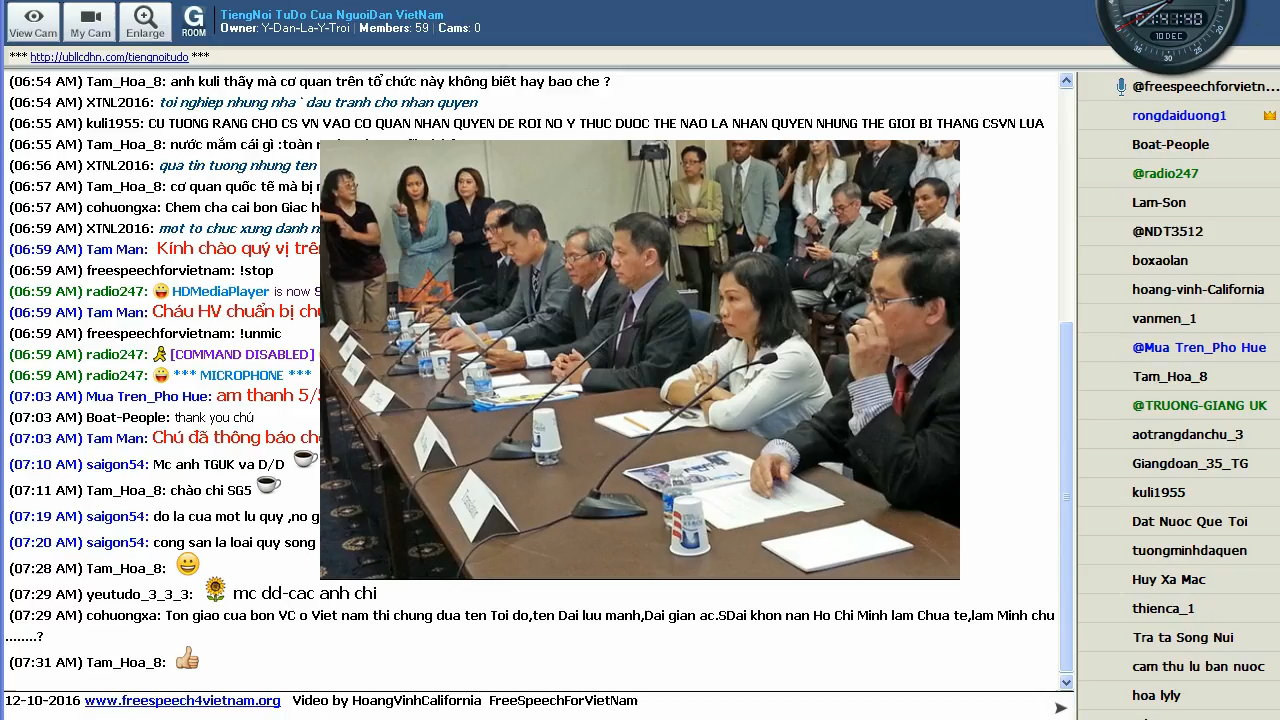 View Cam
My Cam
Enlarge
G
ROOM
TiengNoi TuDo Cua NguoiDan VietNam
Owner: Y-Dan-La-Y-Troi | Members: 59 | Cams: 0
10 DEC
30
*** http://ubllcdhn.com/tiengnoitudo ***
(06:54 AM) Tam_Hoa_8: anh kuli thấy mà cơ quan trên tổ chức này không biết hay bao che ?
(06:54 AM) XTNL2016: toi nghiep nhung nha` dau tranh cho nhan quyen
(06:55 AM) kuli1955: CU TUONG RANG CHO CS VN VAO CO QUAN NHAN QUYEN DE ROI NO Y THUC DUOC THE NAO LA NHAN QUYEN NHUNG THE GIOI BI THANG CSVN LUA
(06:55 AM) Tam_Hoa_8: nước mắm cái gì :toàn
(06:56 AM) XTNL2016: qua tin tuong nhung ten
(06:57 AM) Tam_Hoa_8: cơ quan quốc tế mà bị
(06:57 AM) cohuongxa: Chem cha cai bon Giac
(06:59 AM) XTNL2016: mot to chuc xung danh
(06:59 AM) Tam Man: Kính chào quý vị
(06:59 AM) freespeechforvietnam: !stop
(06:59 AM) radio247: HDMediaPlayer is now
(06:59 AM) Tam Man: Cháu HV chuẩn bị
(06:59 AM) freespeechforvietnam: !unmic
(06:59 AM) radio247: [COMMAND DISABLED]
(06:59 AM) radio247: *** MICROPHONE ***
(07:03 AM) Mua Tren_Pho Hue: am thanh
(07:03 AM) Boat-People: thank you chú
(07:03 AM) Tam Man: Chú đã thông báo
(07:10 AM) saigon54: Mc anh TGUK va D/D
(07:11 AM) Tam_Hoa_8: chào chi SG5
(07:19 AM) saigon54: do la cua mot lu quy ,no
(07:20 AM) saigon54: cong san la loai quy song
(07:28 AM) Tam_Hoa_8:
(07:29 AM) yeutudo_3_3_3: mc dd-cac anh chi
(07:29 AM) cohuongxa: Ton giao cua bon VC o Viet nam thi chung dua ten Toi do,ten Dai luu manh,Dai gian ac.SDai khon nan Ho Chi Minh lam Chua te,lam Minh chu
........?
(07:31 AM) Tam_Hoa_8:
12-10-2016 www.freespeech4vietnam.org Video by HoangVinhCalifornia FreeSpeechForVietNam
@freespeechforvietn...
rongdaiduong1
Boat-People
@radio247
Lam-Son
@NDT3512
boxaolan
hoang-vinh-California
vanmen_1
@Mua Tren_Pho Hue
Tam_Hoa_8
@TRUONG-GIANG UK
aotrangdanchu_3
Giangdoan_35_TG
kuli1955
Dat Nuoc Que Toi
tuongminhdaquen
Huy Xa Mac
thienca_1
Tra ta Song Nui
cam thu lu ban nuoc
hoa lyly